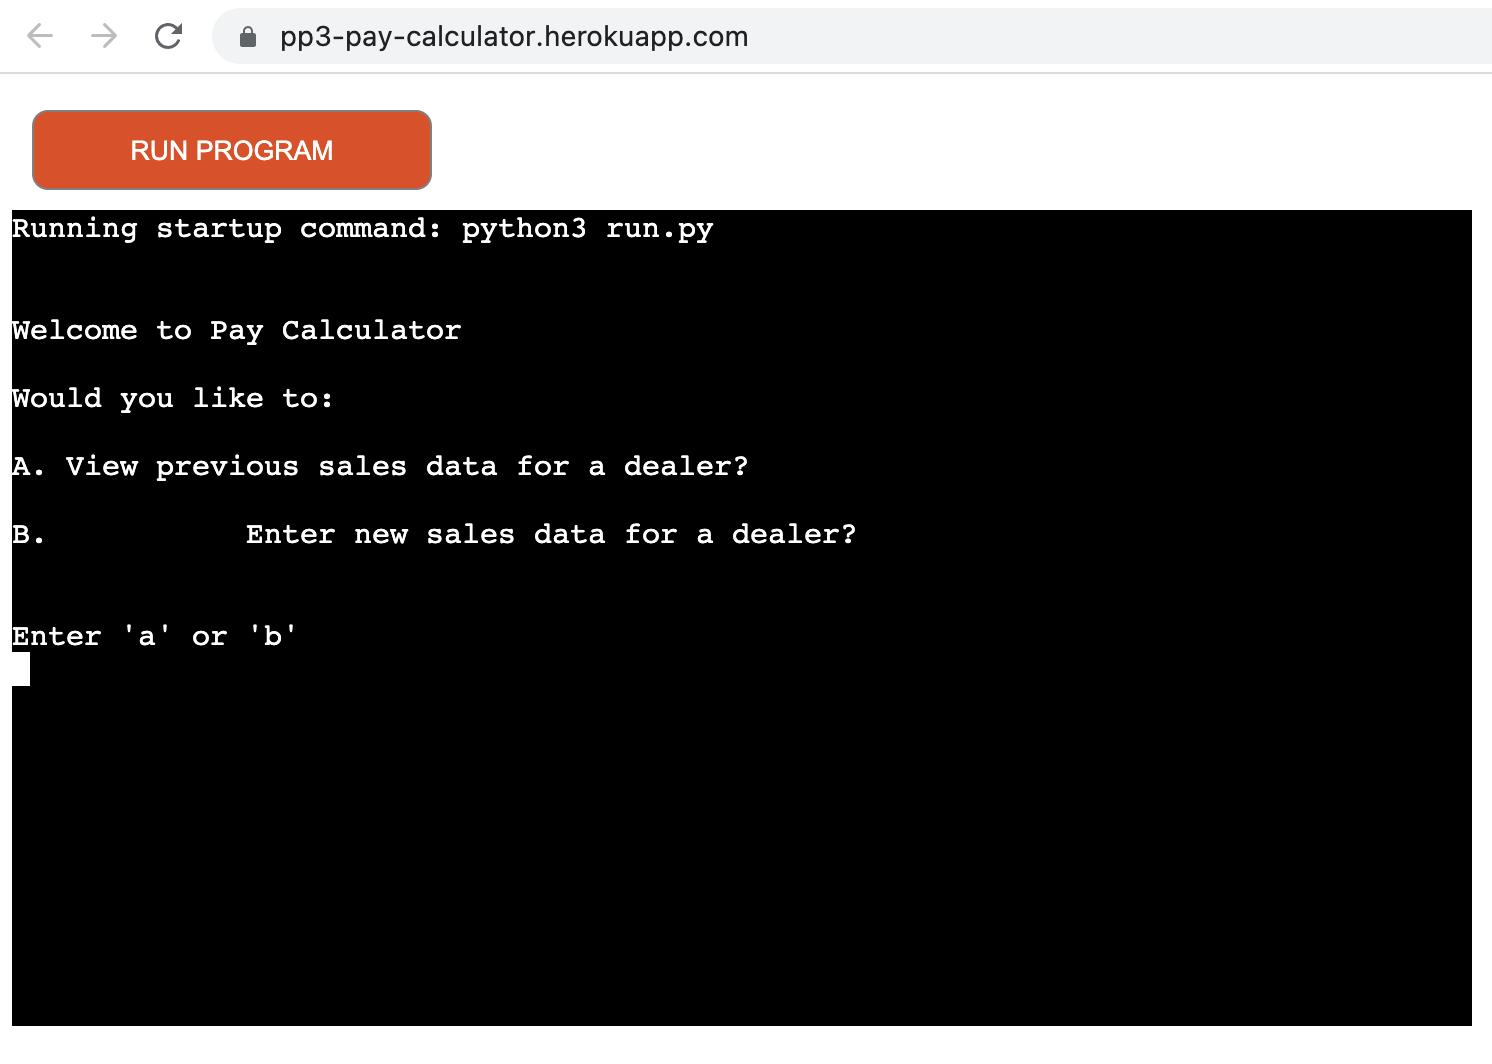 pp3-pay-calculator.herokuapp.com
RUN PROGRAM
Running startup command: python3 run.py
Welcome to Pay Calculator
Would you like to:
A. View previous sales data for a dealer?
B.             Enter new sales data for a dealer?
Enter 'a' or 'b'